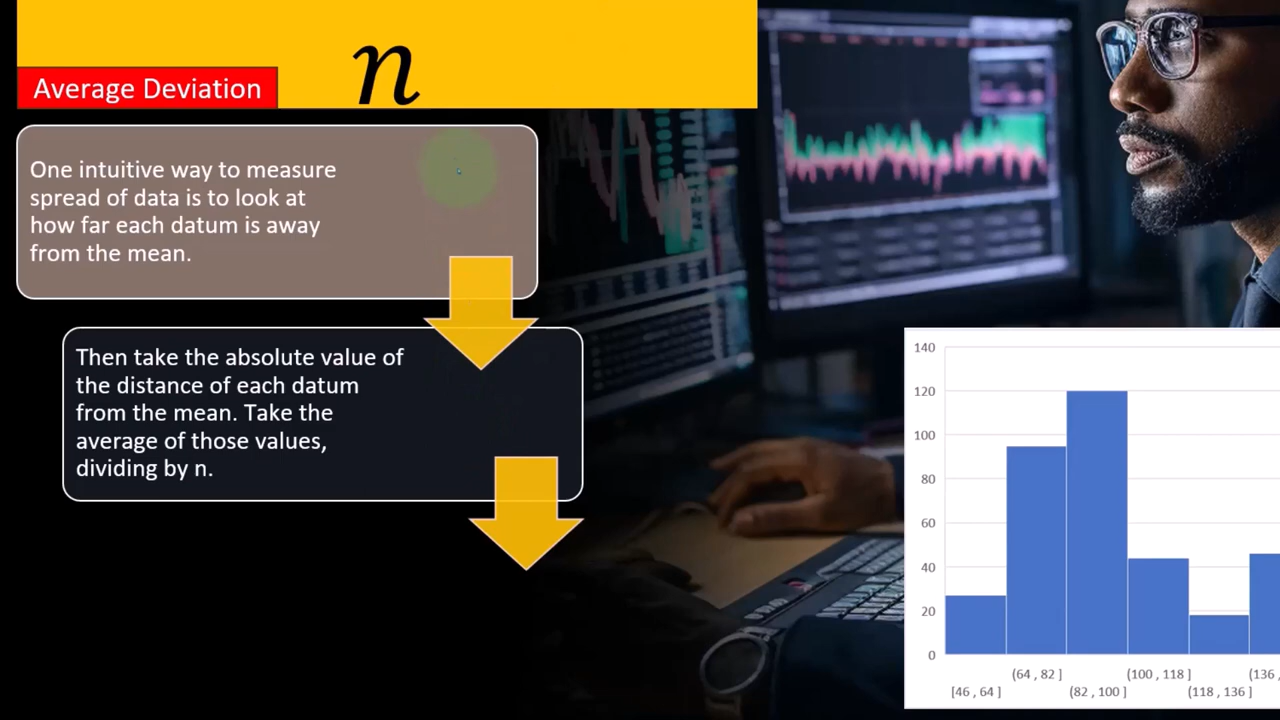 n
Average Deviation
One intuitive way to measure
spread of data is to look at
how far each datum is away
from the mean.
Then take the absolute value of
the distance of each datum
from the mean. Take the
average of those values,
dividing by n.
140
120
100
80
60
40
20
0
(64 , 82 ]
(100 , 118 ]
(136 ,
[46 , 64 ]
(82 , 100 ]
(118 , 136 ]